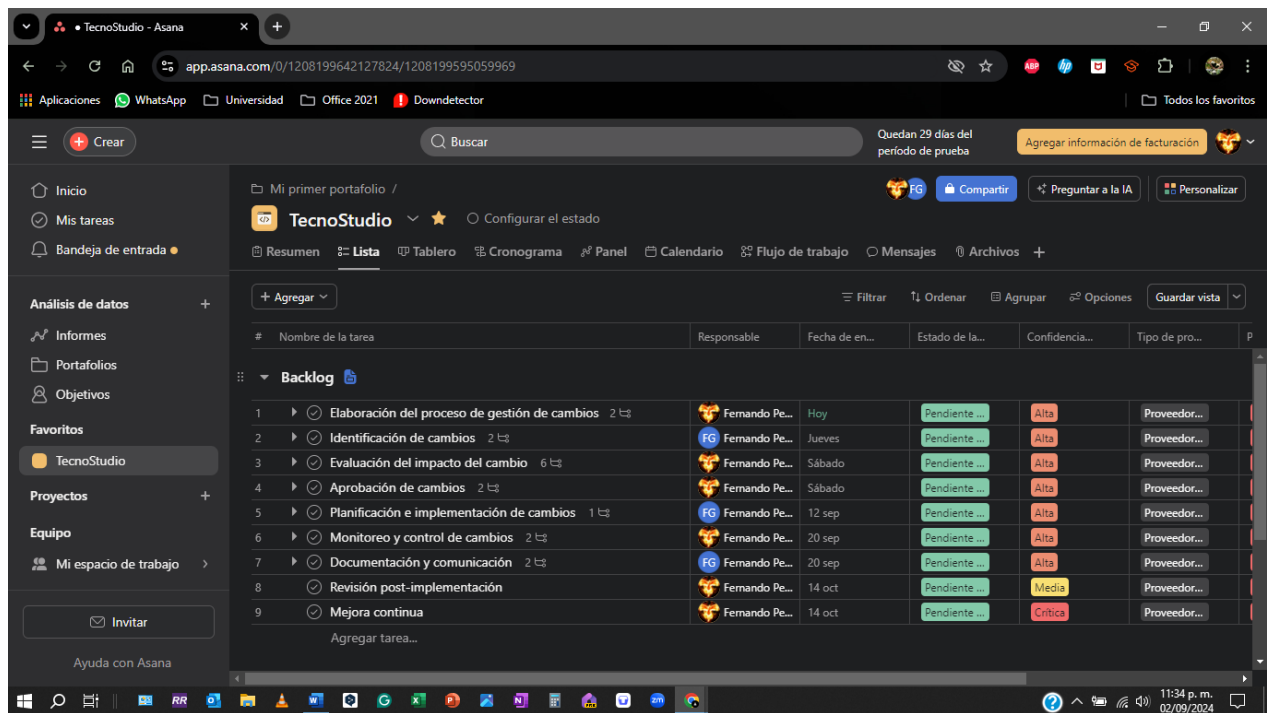 TecnoStudio - Asana
app.asana.com/0/1208199642127824/1208199595059969
ABP
hp
Aplicaciones WhatsApp Universidad Office 2021 Downdetector Todos los favoritos
Crear
Buscar
Quedan 29 días del
período de prueba
Agregar información de facturación
Inicio
Mis tareas
Bandeja de entrada
Análisis de datos
Informes
Portafolios
Objetivos
Favoritos
TecnoStudio
Proyectos
Equipo
Mi espacio de trabajo
Invitar
Ayuda con Asana
Mi primer portafolio /
FG Compartir Preguntar a la IA Personalizar
TecnoStudio Configurar el estado
Resumen Lista Tablero Cronograma Panel Calendario Flujo de trabajo Mensajes Archivos +
+ Agregar Filtrar Ordenar Agrupar Opciones Guardar vista
# Nombre de la tarea Responsable Fecha de en... Estado de la... Confidencia... Tipo de pro... P
Backlog
1 Elaboración del proceso de gestión de cambios 2 Fernando Pe... Hoy Pendiente ... Alta Proveedor...
2 Identificación de cambios 2 FG Fernando Pe... Jueves Pendiente ... Alta Proveedor...
3 Evaluación del impacto del cambio 6 Fernando Pe... Sábado Pendiente ... Alta Proveedor...
4 Aprobación de cambios 2 Fernando Pe... Sábado Pendiente ... Alta Proveedor...
5 Planificación e implementación de cambios 1 FG Fernando Pe... 12 sep Pendiente ... Alta Proveedor...
6 Monitoreo y control de cambios 2 Fernando Pe... 20 sep Pendiente ... Alta Proveedor...
7 Documentación y comunicación 2 FG Fernando Pe... 20 sep Pendiente ... Alta Proveedor...
8 Revisión post-implementación Fernando Pe... 14 oct Pendiente ... Media Proveedor...
9 Mejora continua Fernando Pe... 14 oct Pendiente ... Crítica Proveedor...
Agregar tarea...
RR
zm
11:34 p. m.
02/09/2024